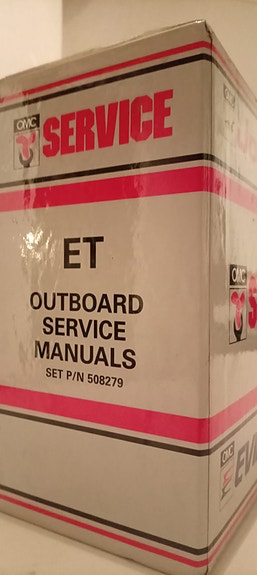 OMC SERVICE
ET
OUTBOARD
SERVICE
MANUALS
SET P/N 508279
OMC
OMC